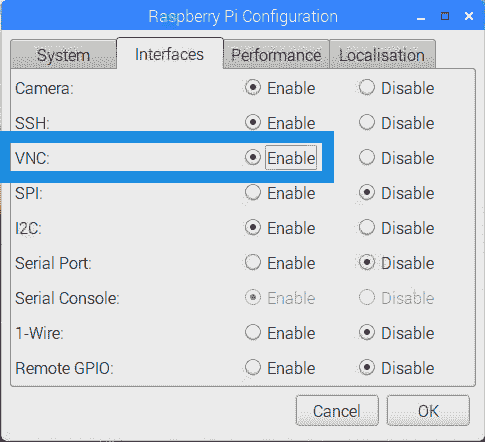 Raspberry Pi Configuration
System Interfaces Performance Localisation
Camera: Enable Disable
SSH: Enable Disable
VNC: Enable Disable
SPI: Enable Disable
I2C: Enable Disable
Serial Port: Enable Disable
Serial Console: Enable Disable
1-Wire: Enable Disable
Remote GPIO: Enable Disable
Cancel OK